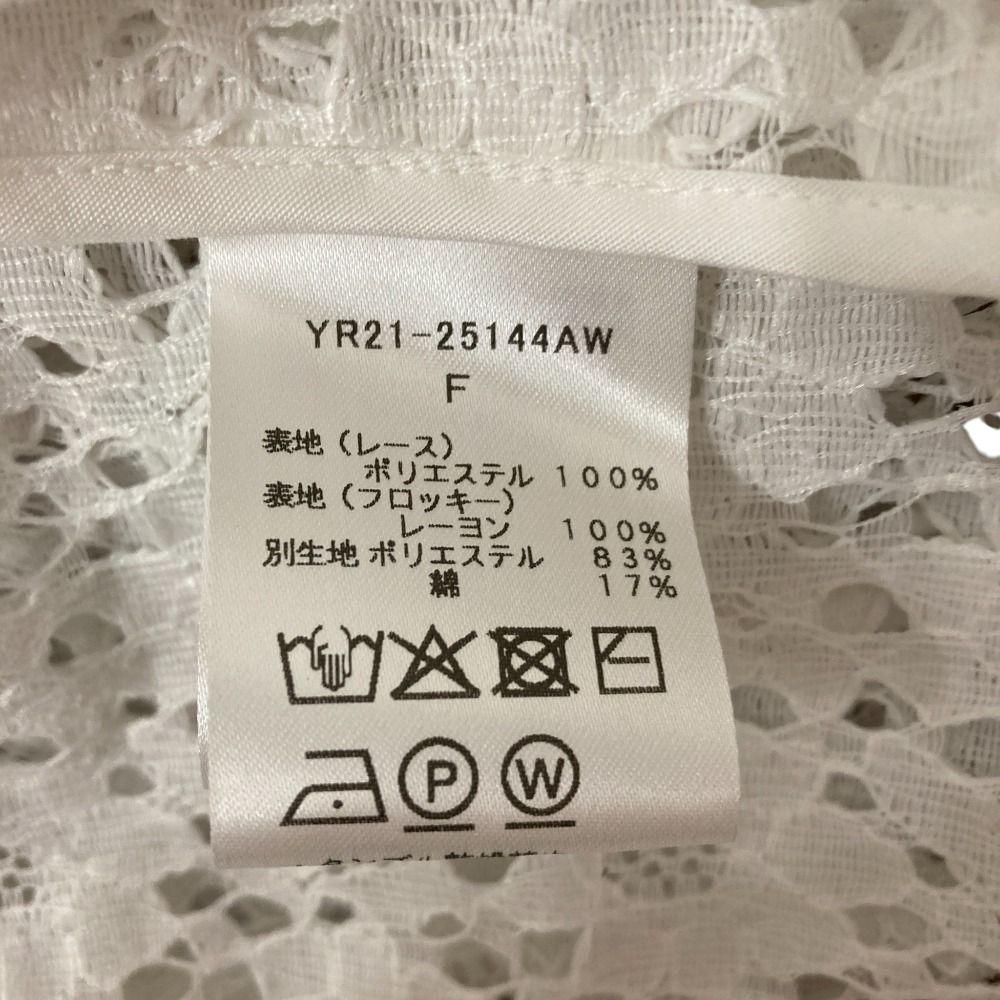 YR21-25144AW
F
表地（レース）
ポリエステル 100%
表地（フロッキー）
レーヨン 100%
別生地 ポリエステル 83%
綿 17%
P W